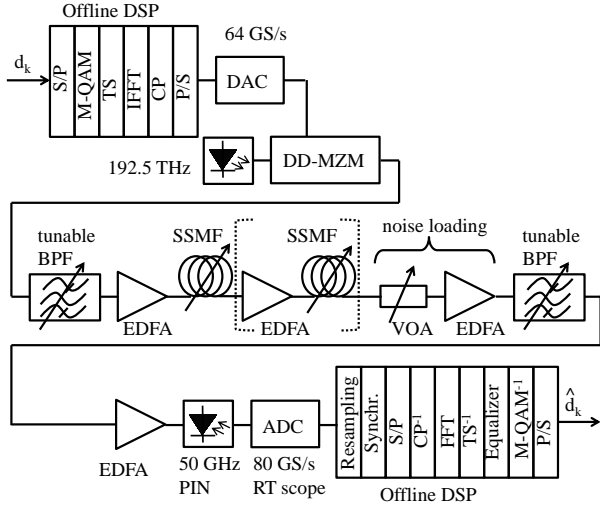 Offline DSP
64 GS/s
d_k
S/P
M-QAM
TS
IFFT
CP
P/S
DAC
192.5 THz
DD-MZM
noise loading
tunable
BPF
SSMF
SSMF
tunable
BPF
EDFA
EDFA
VOA
EDFA
EDFA
50 GHz
PIN
ADC
80 GS/s
RT scope
Resampling
Synchr.
S/P
CP⁻¹
FFT
TS⁻¹
Equalizer
M-QAM⁻¹
P/S
d̂_k
Offline DSP